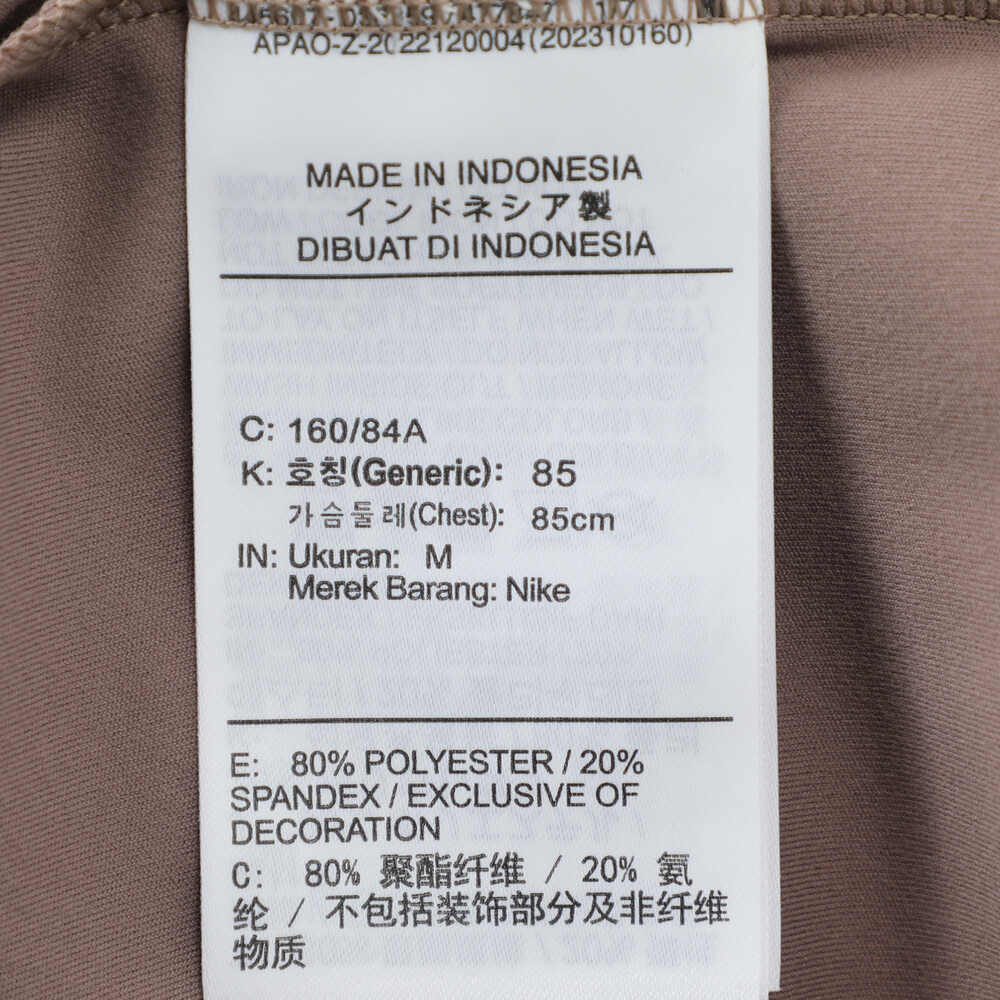 APAO-Z-2022120004(202310160)
MADE IN INDONESIA
インドネシア製
DIBUAT DI INDONESIA
C: 160/84A
K: 호칭(Generic): 85
가슴둘레(Chest): 85cm
IN: Ukuran: M
Merek Barang: Nike
E: 80% POLYESTER / 20%
SPANDEX / EXCLUSIVE OF
DECORATION
C: 80% 聚酯纤维 / 20% 氨
纶 / 不包括装饰部分及非纤维
物质